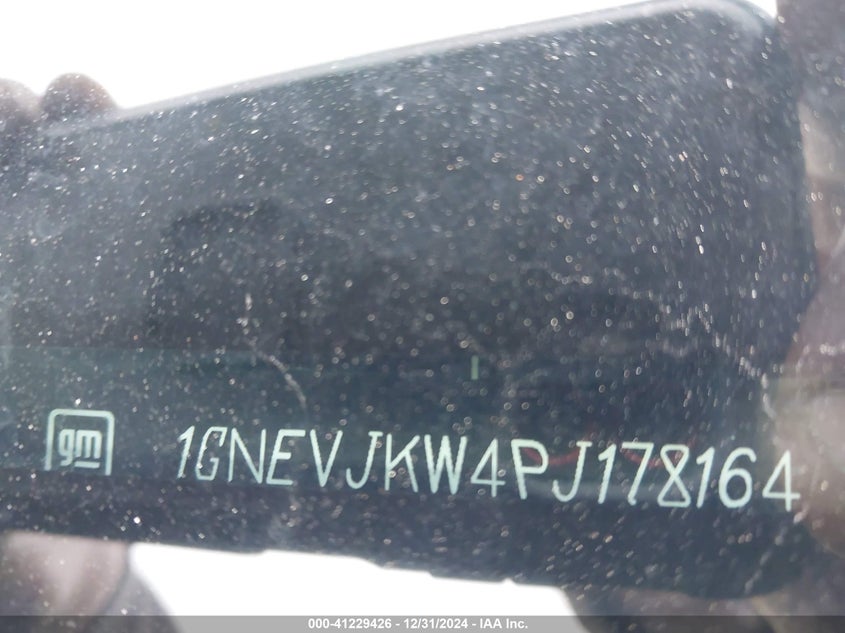 gm 1GNEVJKW4PJ178164
000-41229426 - 12/31/2024 - IAA Inc.